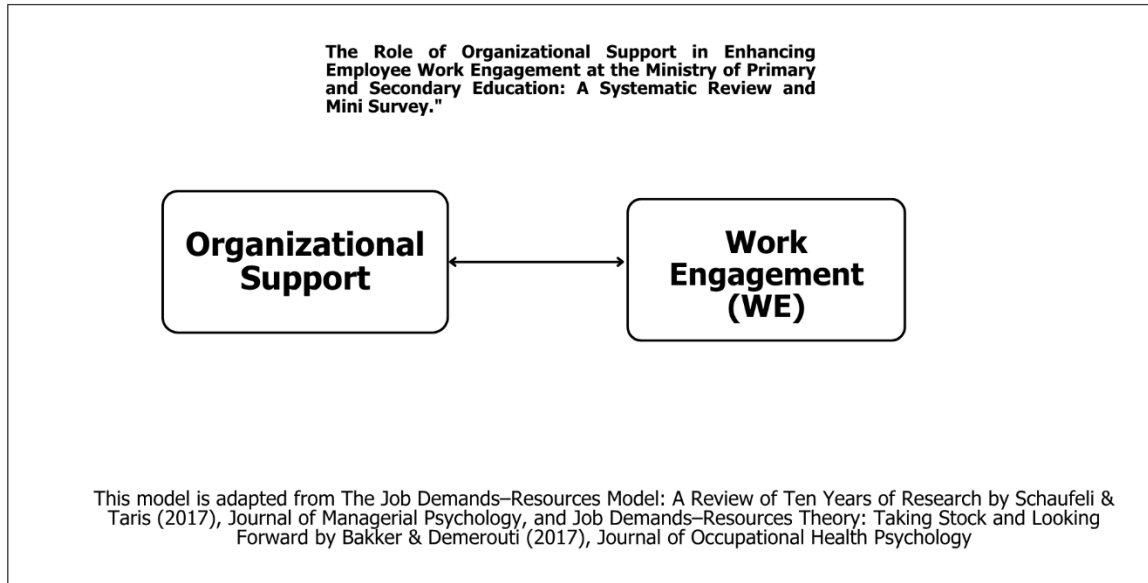 The Role of Organizational Support in Enhancing
Employee Work Engagement at the Ministry of Primary
and Secondary Education: A Systematic Review and
Mini Survey."
Organizational
Support
Work
Engagement
(WE)
This model is adapted from The Job Demands–Resources Model: A Review of Ten Years of Research by Schaufeli &
Taris (2017), Journal of Managerial Psychology, and Job Demands–Resources Theory: Taking Stock and Looking
Forward by Bakker & Demerouti (2017), Journal of Occupational Health Psychology